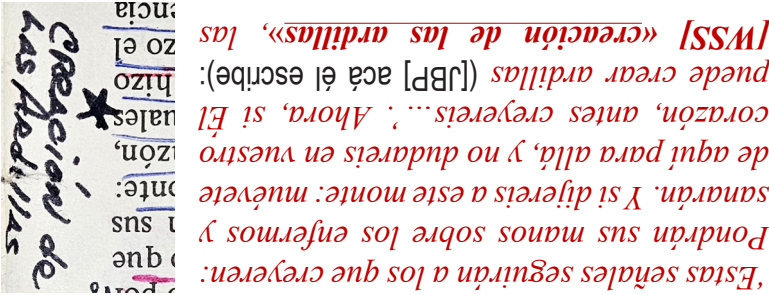 ‘Estas señales seguirán a los que creyeren:
Pondrán sus manos sobre los enfermos y
sanarán. Y si dijereis a este monte: muévete
de aquí para allá, y no dudareis en vuestro
corazón, antes creyereis…’. Ahora, si Él
puede crear ardillas ([JBP] acá él escribe):
[WSS] «creación de las ardillas», las
que
sus
onte:
azón,
uales
hizo
zo el
encia
Creación de
las Ardillas